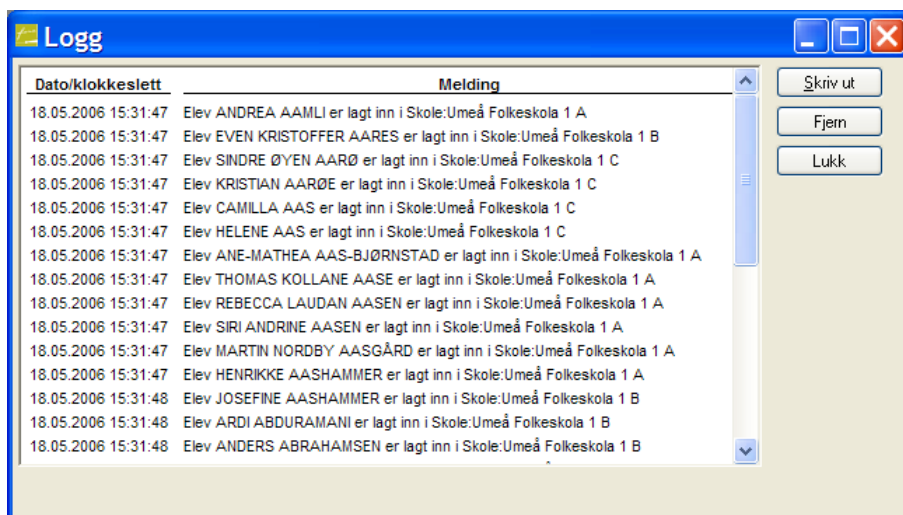 Logg
Dato/klokkeslett Melding
18.05.2006 15:31:47 Elev ANDREA AAMLI er lagt inn i Skole:Umeå Folkeskola 1 A
18.05.2006 15:31:47 Elev EVEN KRISTOFFER AARES er lagt inn i Skole:Umeå Folkeskola 1 B
18.05.2006 15:31:47 Elev SINDRE ØYEN AARØ er lagt inn i Skole:Umeå Folkeskola 1 C
18.05.2006 15:31:47 Elev KRISTIAN AARØE er lagt inn i Skole:Umeå Folkeskola 1 C
18.05.2006 15:31:47 Elev CAMILLA AAS er lagt inn i Skole:Umeå Folkeskola 1 C
18.05.2006 15:31:47 Elev HELENE AAS er lagt inn i Skole:Umeå Folkeskola 1 C
18.05.2006 15:31:47 Elev ANE-MATHEA AAS-BJØRNSTAD er lagt inn i Skole:Umeå Folkeskola 1 A
18.05.2006 15:31:47 Elev THOMAS KOLLANE AASE er lagt inn i Skole:Umeå Folkeskola 1 A
18.05.2006 15:31:47 Elev REBECCA LAUDAN AASEN er lagt inn i Skole:Umeå Folkeskola 1 A
18.05.2006 15:31:47 Elev SIRI ANDRINE AASEN er lagt inn i Skole:Umeå Folkeskola 1 A
18.05.2006 15:31:47 Elev MARTIN NORDBY AASGÅRD er lagt inn i Skole:Umeå Folkeskola 1 A
18.05.2006 15:31:47 Elev HENRIKKE AASHAMMER er lagt inn i Skole:Umeå Folkeskola 1 A
18.05.2006 15:31:48 Elev JOSEFINE AASHAMMER er lagt inn i Skole:Umeå Folkeskola 1 B
18.05.2006 15:31:48 Elev ARDI ABDURAMANI er lagt inn i Skole:Umeå Folkeskola 1 B
18.05.2006 15:31:48 Elev ANDERS ABRAHAMSEN er lagt inn i Skole:Umeå Folkeskola 1 B
Skriv ut
Fjern
Lukk